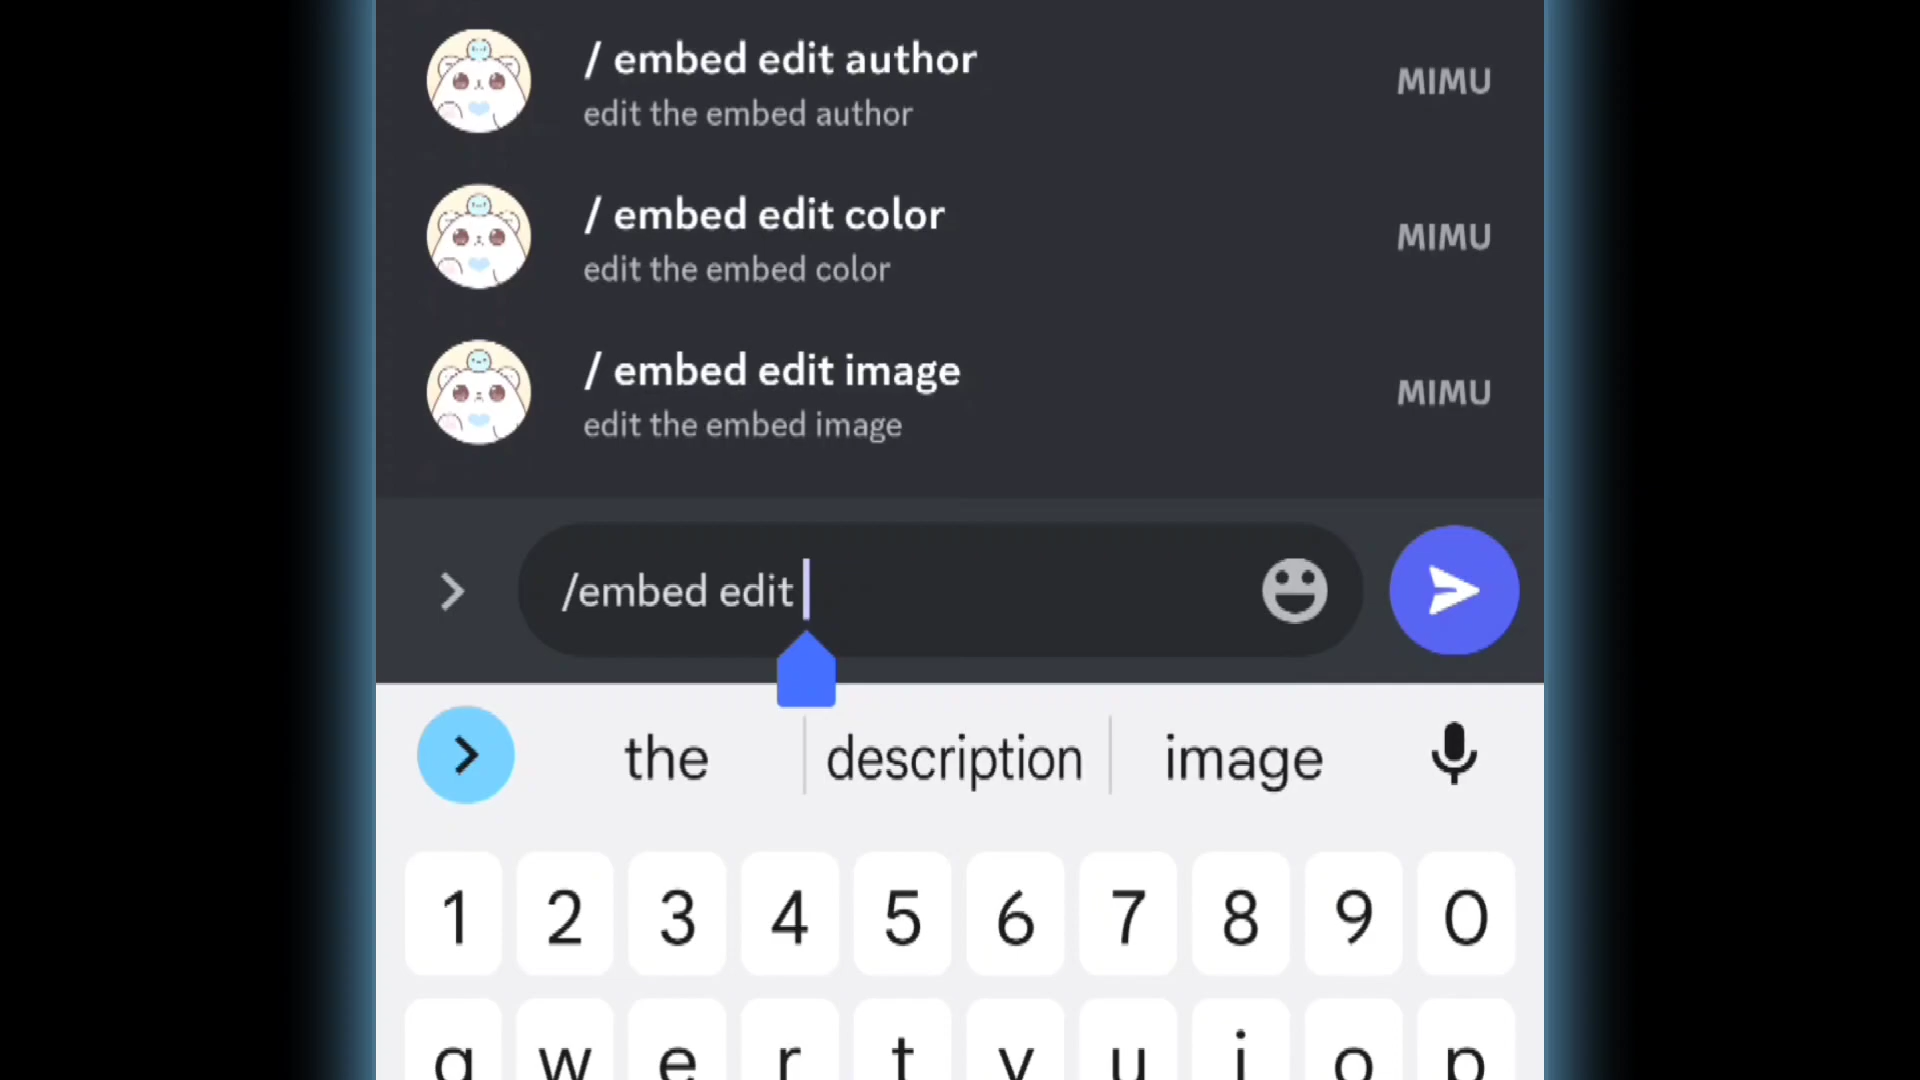 / embed edit author
edit the embed author
MIMU
/ embed edit color
edit the embed color
MIMU
/ embed edit image
edit the embed image
MIMU
/embed edit
the description image
1 2 3 4 5 6 7 8 9 0
q w e r t y u i o p